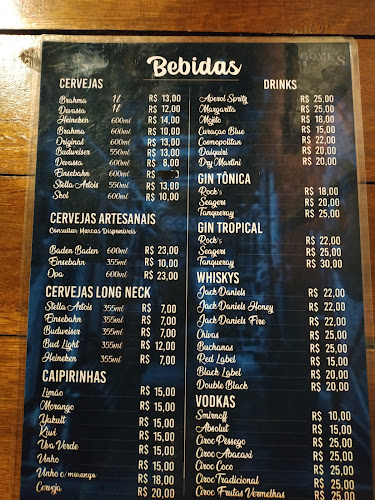 Bebidas
CERVEJAS
Brahma 1l R$ 13,00
Devassa 1l R$ 12,00
Heineken 600ml R$ 14,00
Brahma 600ml R$ 10,00
Original 600ml R$ 13,00
Budweiser 550ml R$ 13,00
Devassa 600ml R$ 8,00
Eisenbahn 600ml R$
Stella Artois 550ml R$ 13,00
Skol 600ml R$ 10,00
CERVEJAS ARTESANAIS
Consultar Marcas Disponíveis
Baden Baden 600ml R$ 23,00
Eisenbahn 355ml R$ 10,00
Opa 600ml R$ 23,00
CERVEJAS LONG NECK
Stella Artois 355ml R$ 7,00
Eisenbahn 355ml R$ 7,00
Budweiser 355ml R$ 7,00
Bud Light 355ml R$ 12,00
Heineken 355ml R$ 7,00
CAIPIRINHAS
Limão R$ 15,00
Morango R$ 15,00
Yakult R$ 15,00
Kiwi R$ 15,00
Uva Verde R$ 15,00
Vinho R$ 15,00
Vinho c/ morango R$ 18,00
Cerveja R$ 20,00
DRINKS
Aperol Spritz R$ 25,00
Margarita R$ 25,00
Mojito R$ 18,00
Curaçao Blue R$ 15,00
Cosmopolitan R$ 22,00
Daiquiri R$ 20,00
Dry Martini R$ 20,00
GIN TÔNICA
Rock's R$ 18,00
Seagers R$ 20,00
Tanqueray R$ 25,00
GIN TROPICAL
Rock's R$ 22,00
Seagers R$ 25,00
Tanqueray R$ 30,00
WHISKYS
Jack Daniels R$ 22,00
Jack Daniels Honey R$ 22,00
Jack Daniels Fire R$ 22,00
Chivas R$ 25,00
Buchanas R$ 25,00
Red Label R$ 15,00
Black Label R$ 20,00
Double Black R$ 20,00
VODKAS
Smirnoff R$ 10,00
Absolut R$ 15,00
Ciroc Pessego R$ 25,00
Ciroc Abacaxi R$ 25,00
Ciroc Coco R$ 25,00
Ciroc Tradicional R$ 25,00
Ciroc Frutas Vermelhas R$ 25,00